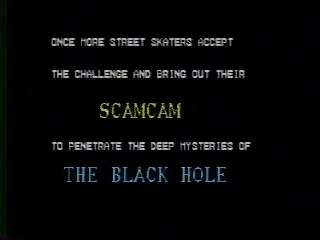 ONCE MORE STREET SKATERS ACCEPT
THE CHALLENGE AND BRING OUT THEIR
SCAMCAM
TO PENETRATE THE DEEP MYSTERIES OF
THE BLACK HOLE